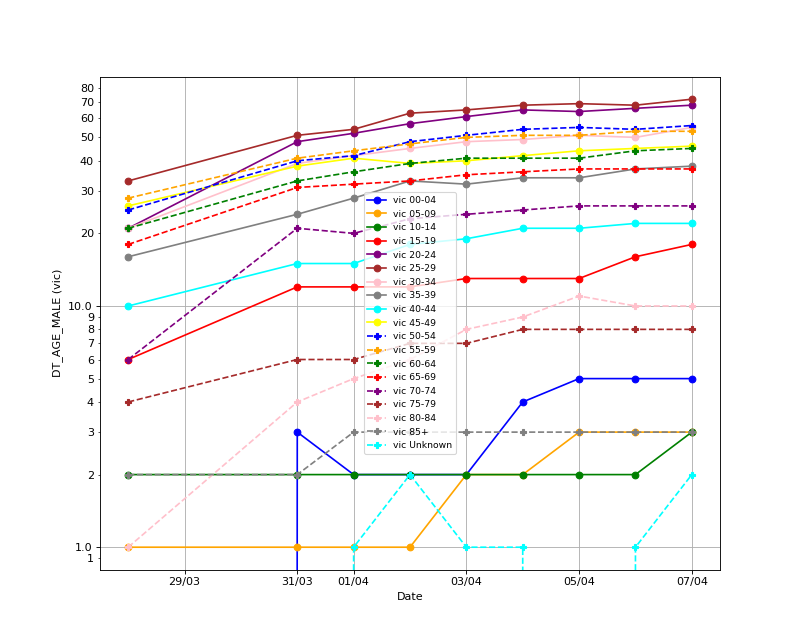 80
70
60
50
40
30
20
10.0
9
8
7
6
5
4
3
2
1.0
1
DT_AGE_MALE (vic)
vic 00-04
vic 05-09
vic 10-14
vic 15-19
vic 20-24
vic 25-29
vic 30-34
vic 35-39
vic 40-44
vic 45-49
vic 50-54
vic 55-59
vic 60-64
vic 65-69
vic 70-74
vic 75-79
vic 80-84
vic 85+
vic Unknown
29/03 31/03 01/04 03/04 05/04 07/04
Date